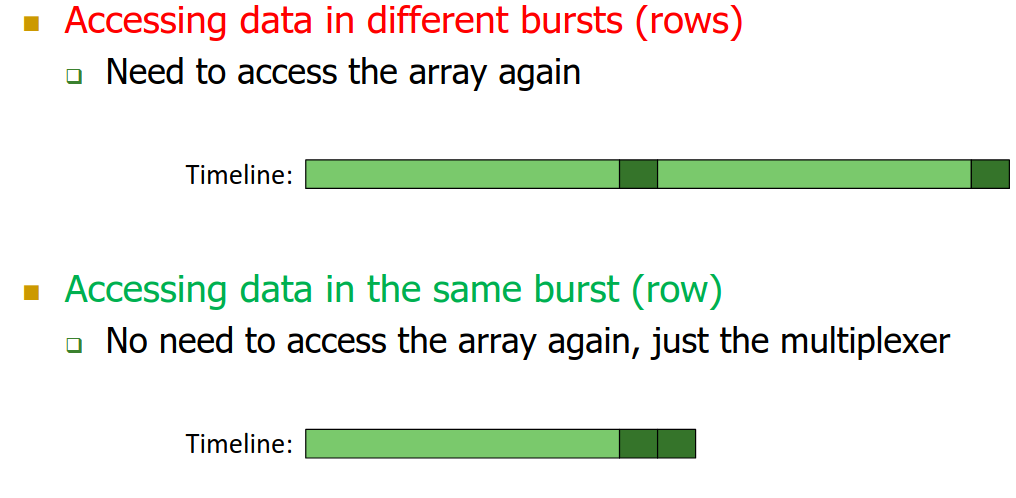 Accessing data in different bursts (rows)
Need to access the array again
Timeline:
Accessing data in the same burst (row)
No need to access the array again, just the multiplexer
Timeline: